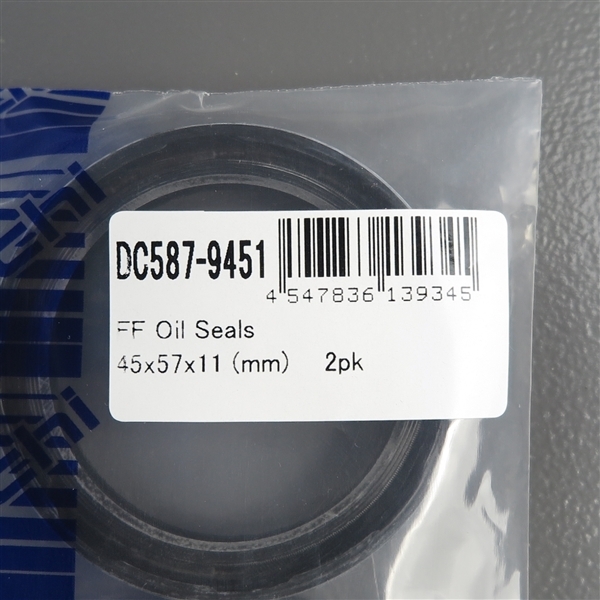 DC587-9451
4 547836 139345
FF Oil Seals
45x57x11 (mm) 2pk